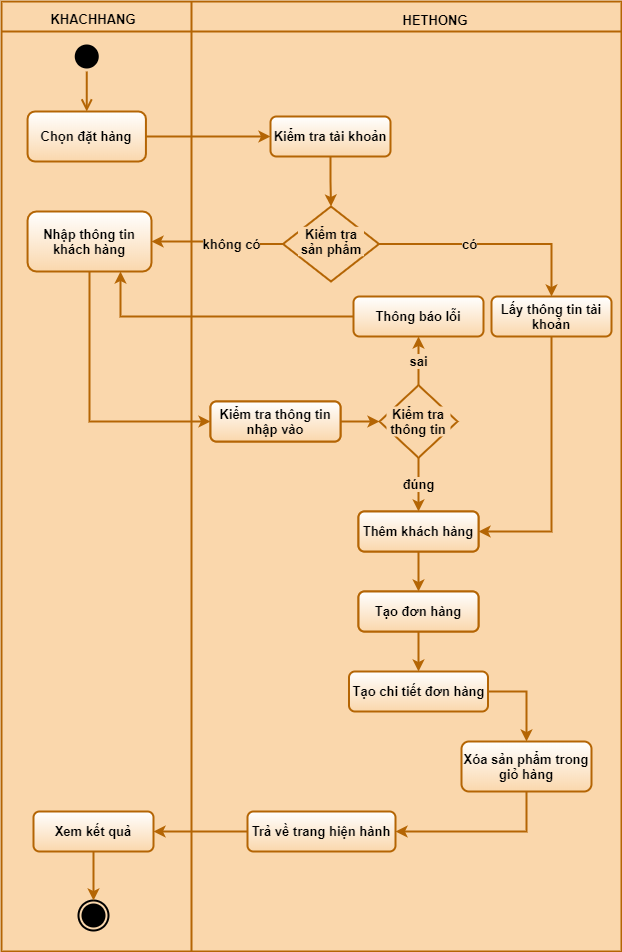 KHACHHANG
HETHONG
Chọn đặt hàng
Kiểm tra tài khoản
Nhập thông tin
khách hàng
không có
Kiểm tra
sản phẩm
có
Thông báo lỗi
Lấy thông tin tài
khoản
sai
Kiểm tra thông tin
nhập vào
Kiểm tra
thông tin
đúng
Thêm khách hàng
Tạo đơn hàng
Tạo chi tiết đơn hàng
Xóa sản phẩm trong
giỏ hàng
Xem kết quả
Trả về trang hiện hành